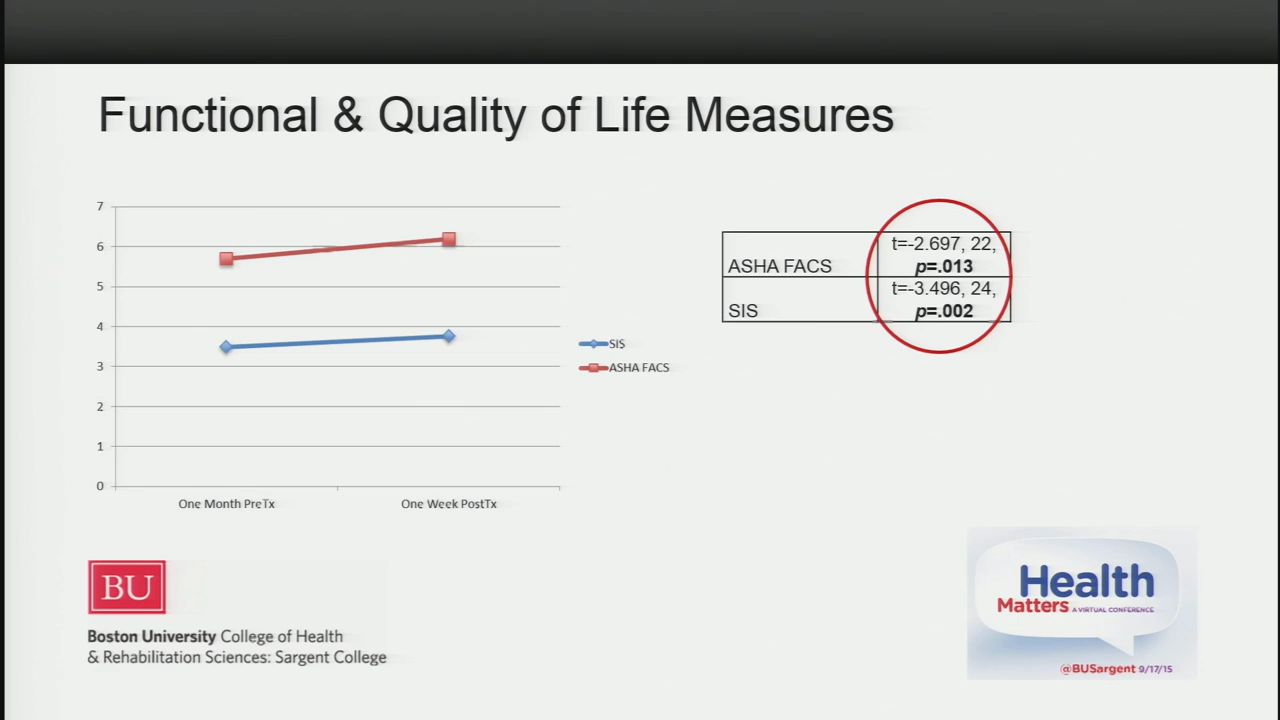 Functional & Quality of Life Measures
7
6
5
4
3
2
1
0
One Month PreTx
One Week PostTx
SIS
ASHA FACS
ASHA FACS
t=-2.697, 22,
p=.013
SIS
t=-3.496, 24,
p=.002
BU
Boston University College of Health
& Rehabilitation Sciences: Sargent College
Health
Matters A VIRTUAL CONFERENCE
@BUSargent 9/17/15